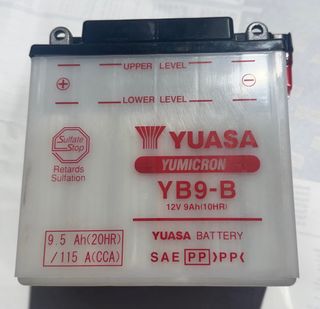 UPPER LEVEL
+ -
LOWER LEVEL
Sulfate
Stop
Retards
Sulfation
YUASA
YUMICRON
YB9-B
12V 9Ah(10HR)
9.5 Ah(20HR)
/115 A(CCA)
YUASA BATTERY
SAE PP >PP<